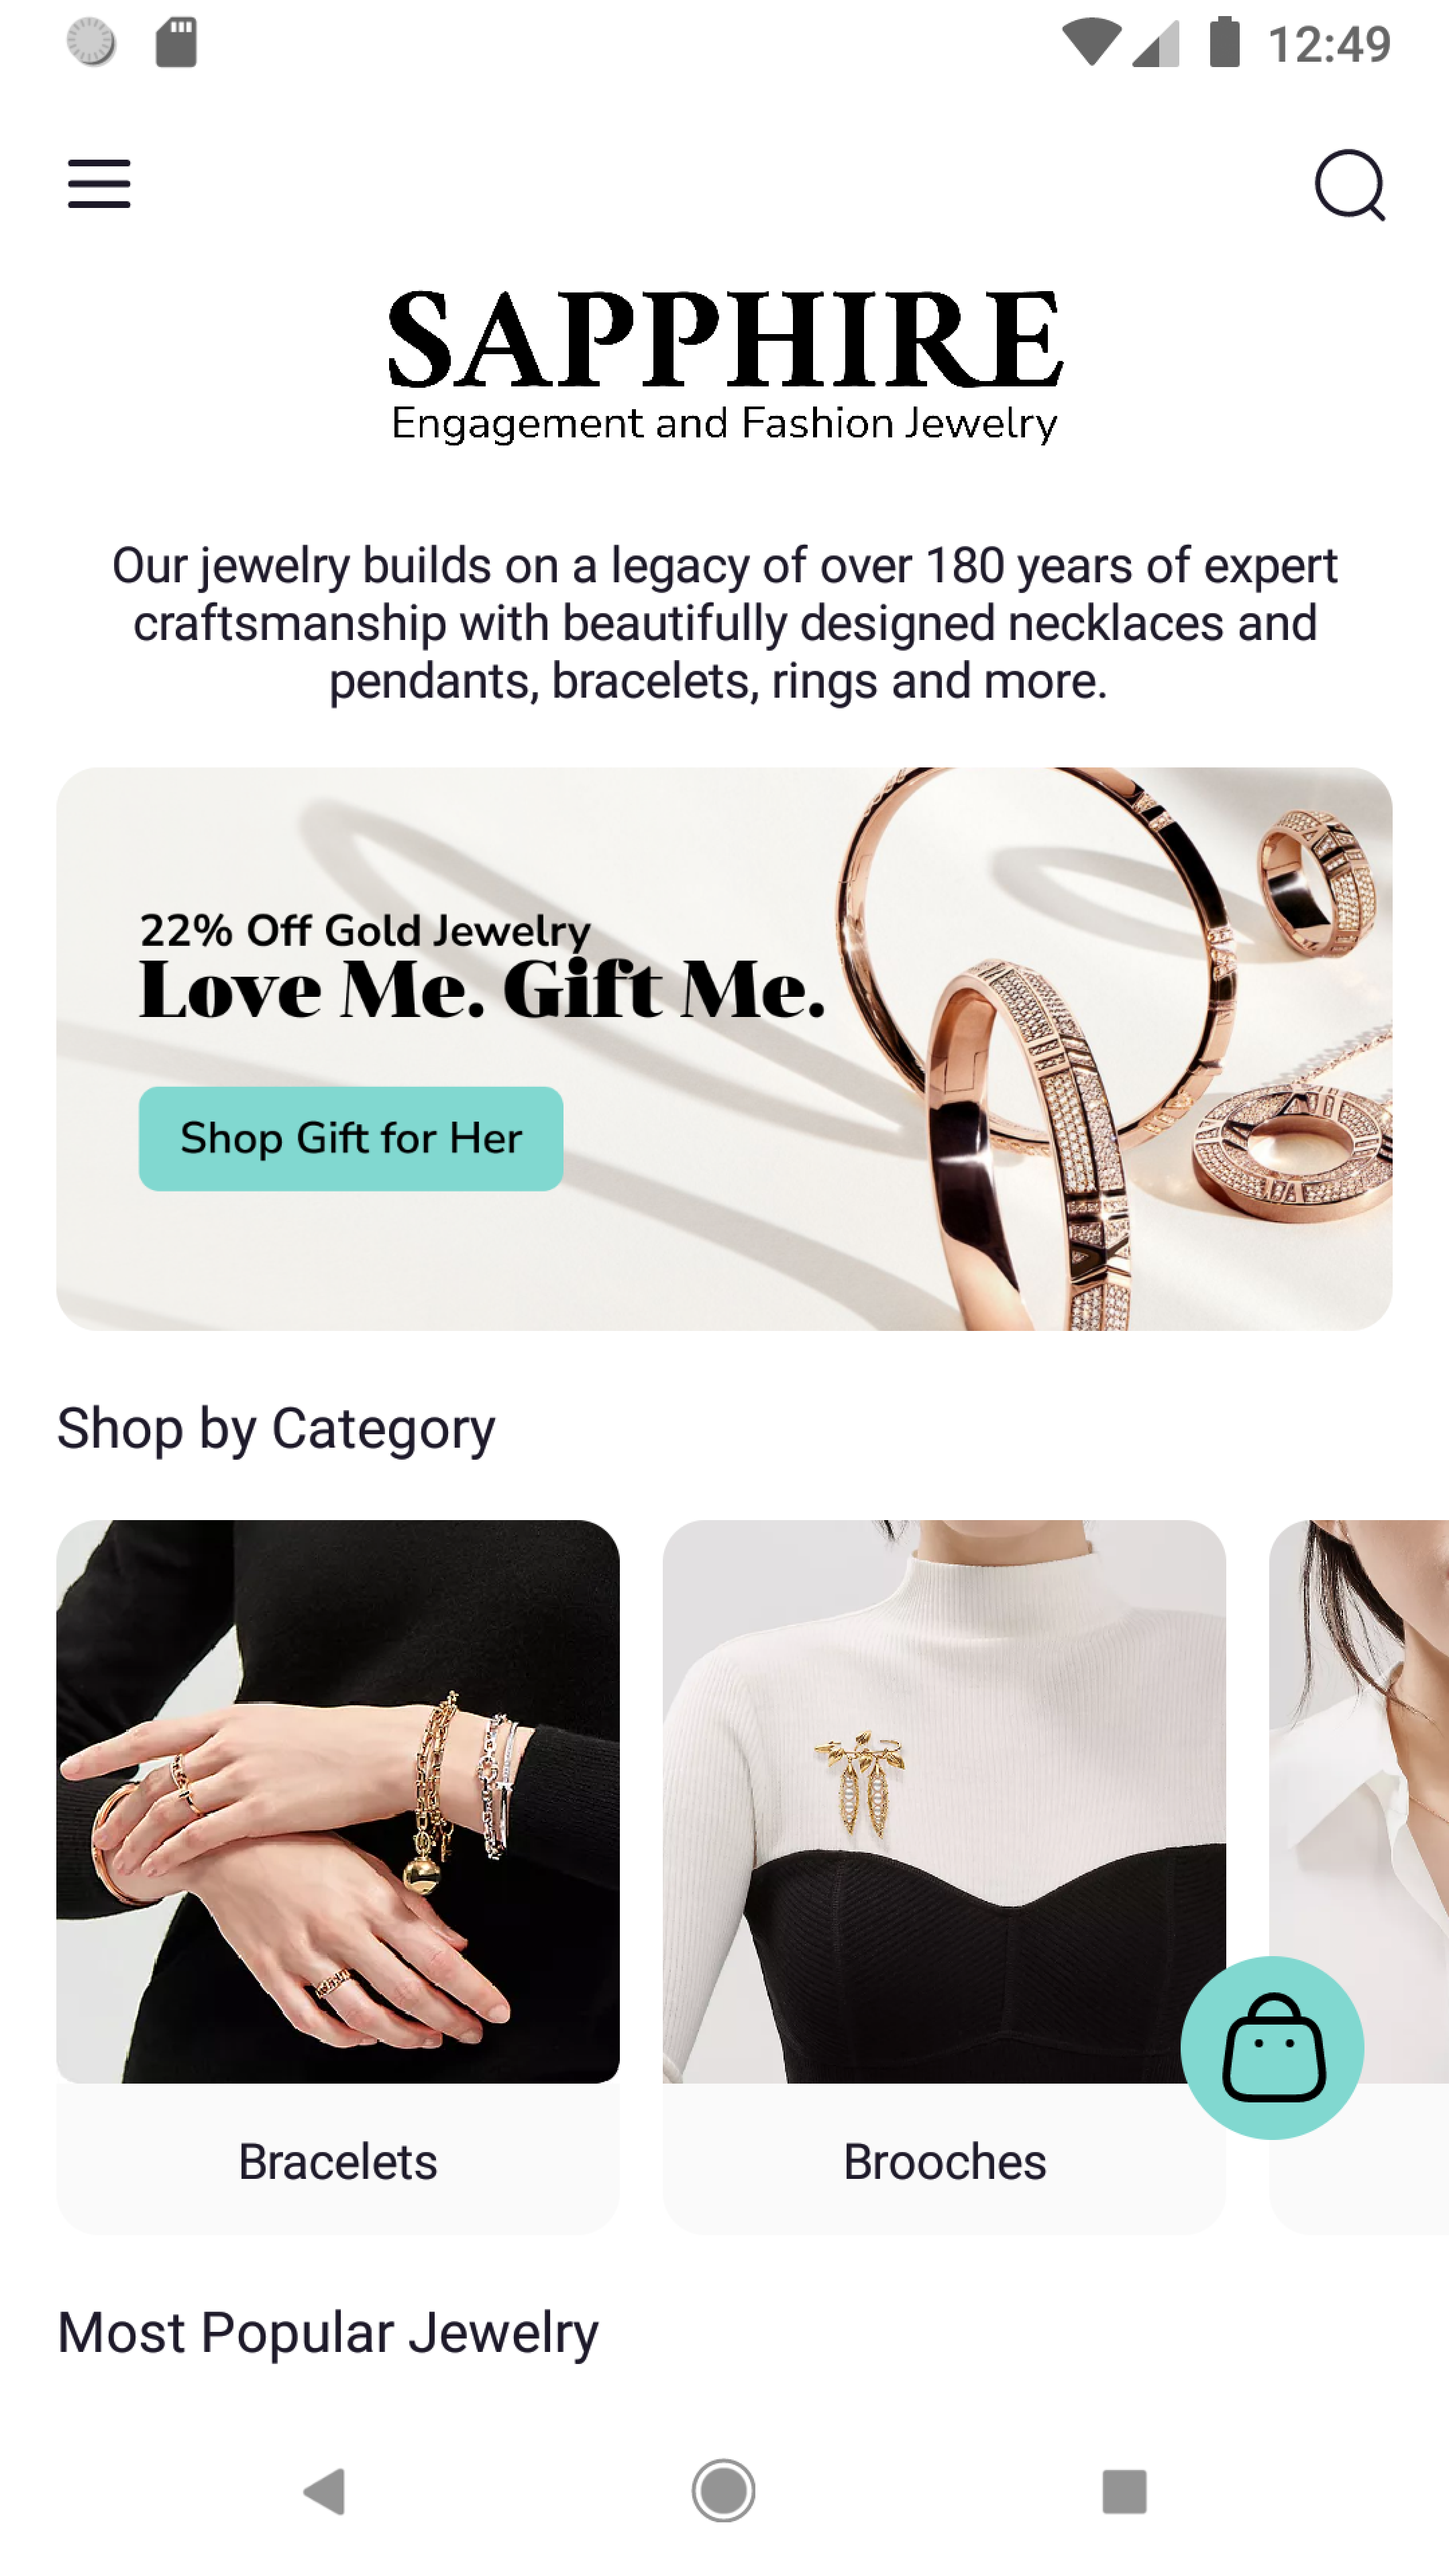 12:49
SAPPHIRE
Engagement and Fashion Jewelry
Our jewelry builds on a legacy of over 180 years of expert
craftsmanship with beautifully designed necklaces and
pendants, bracelets, rings and more.
22% Off Gold Jewelry
Love Me. Gift Me.
Shop Gift for Her
Shop by Category
Bracelets
Brooches
Most Popular Jewelry